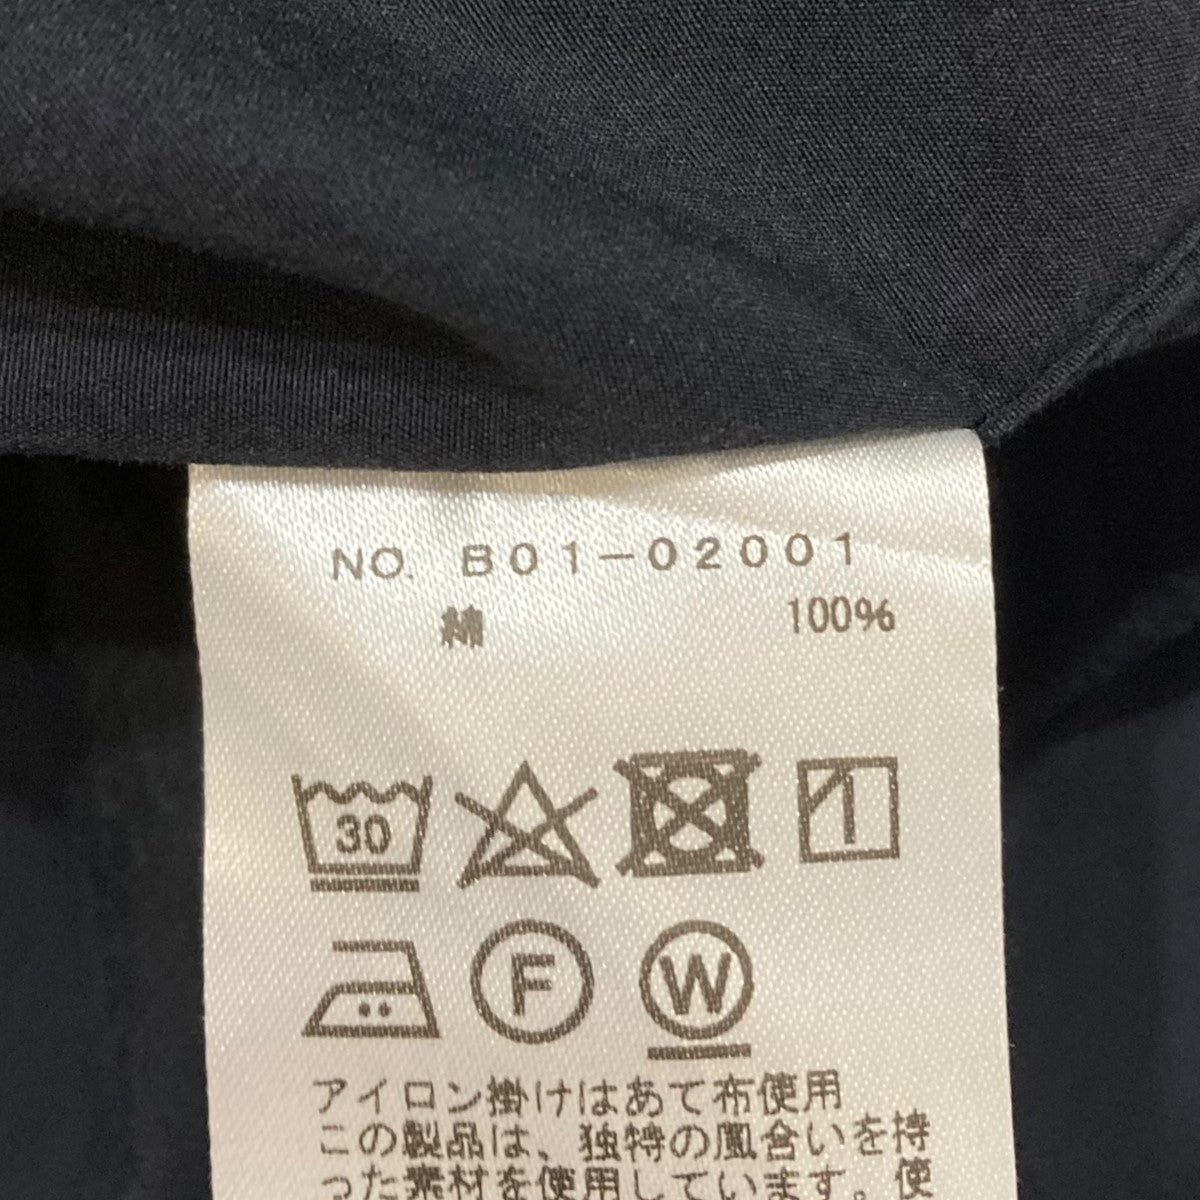 NO. B01-02001
綿 100%
30
F W
アイロン掛けはあて布使用
この製品は、独特の風合いを持
った素材を使用しています。使